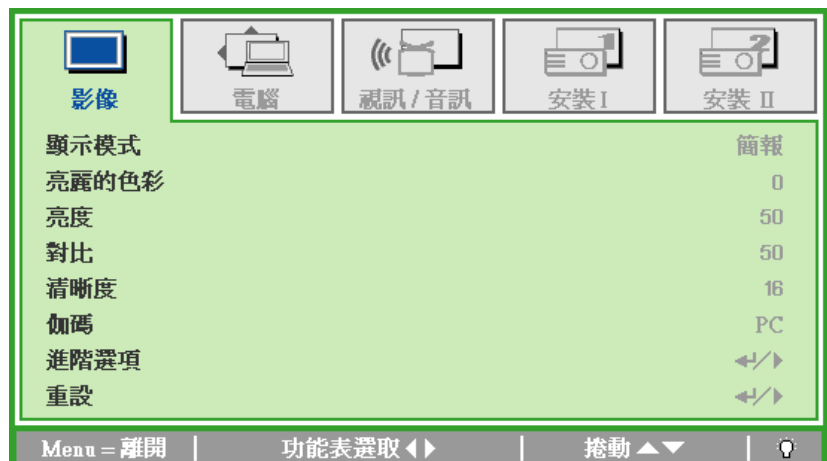 影像 電腦 視訊 / 音訊 安裝 I 安裝 II
顯示模式 簡報
亮麗的色彩 0
亮度 50
對比 50
清晰度 16
伽碼 PC
進階選項
重設
Menu = 離開 功能表選取 捲動